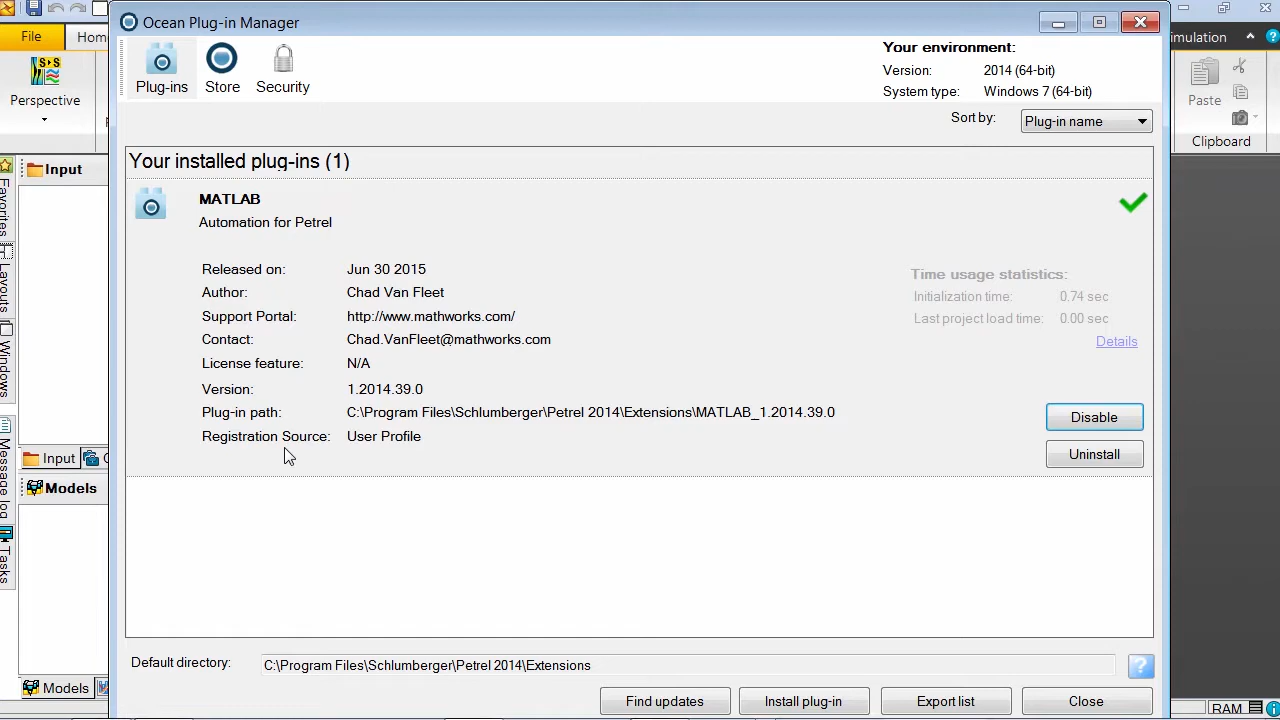 Ocean Plug-in Manager
File
Hom
imulation
Perspective
Plug-ins
Store
Security
Your environment:
Version: 2014 (64-bit)
System type: Windows 7 (64-bit)
Paste
Clipboard
Sort by: Plug-in name
Your installed plug-ins (1)
MATLAB
Automation for Petrel
Released on: Jun 30 2015
Author: Chad Van Fleet
Support Portal: http://www.mathworks.com/
Contact: Chad.VanFleet@mathworks.com
License feature: N/A
Version: 1.2014.39.0
Plug-in path: C:\Program Files\Schlumberger\Petrel 2014\Extensions\MATLAB_1.2014.39.0
Registration Source: User Profile
Time usage statistics:
Initialization time: 0.74 sec
Last project load time: 0.00 sec
Details
Disable
Uninstall
Input
Favorites
Layouts
Windows
Input
Message log
Models
Tasks
Models
Default directory: C:\Program Files\Schlumberger\Petrel 2014\Extensions
Find updates
Install plug-in
Export list
Close
RAM